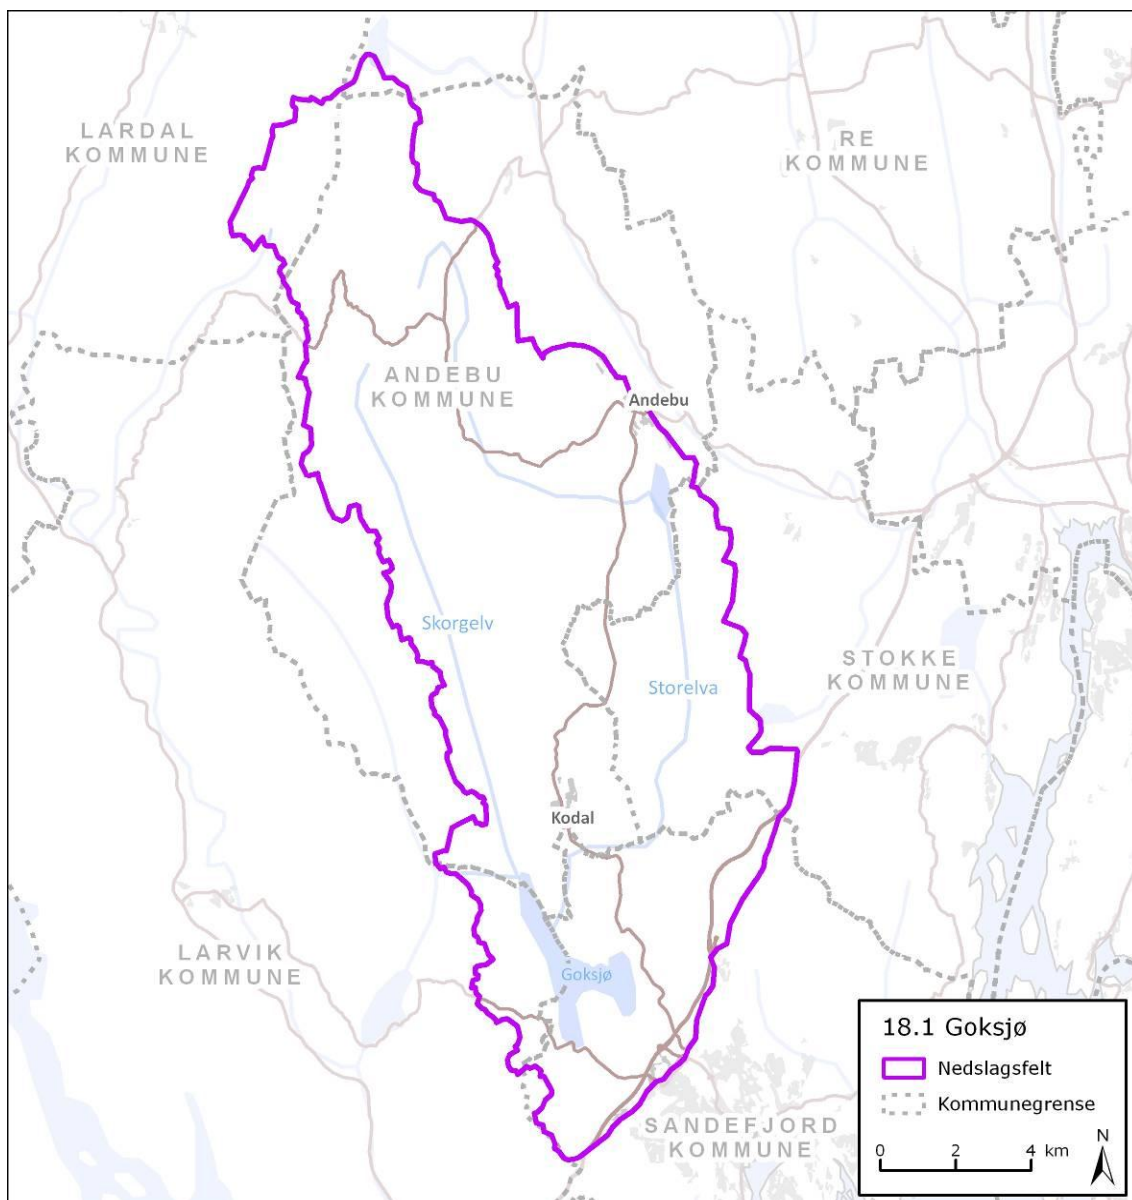 LARDAL
KOMMUNE
RE
KOMMUNE
ANDEBU
KOMMUNE
Andebu
Skorgelv
STOKKE
KOMMUNE
Storelva
Kodal
LARVIK
KOMMUNE
Goksjø
SANDEFJORD
KOMMUNE
18.1 Goksjø
Nedslagsfelt
Kommunegrense
0 2 4 km
N